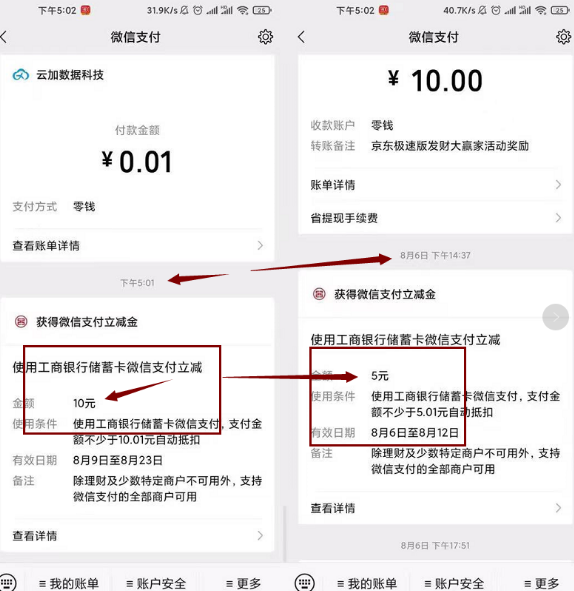 下午5:02
31.9K/s
25
微信支付
云加数据科技
付款金额
¥0.01
支付方式 零钱
查看账单详情
下午5:01
获得微信支付立减金
使用工商银行储蓄卡微信支付立减
金额 10元
使用条件 使用工商银行储蓄卡微信支付，支付金
额不少于10.01元自动抵扣
有效日期 8月9日至8月23日
备注 除理财及少数特定商户不可用外，支持
微信支付的全部商户可用
查看详情
我的账单 账户安全 更多
下午5:02
40.7K/s
25
微信支付
¥10.00
收款账户 零钱
转账备注 京东极速版发财大赢家活动奖励
账单详情
省提现手续费
8月6日 下午14:37
获得微信支付立减金
使用工商银行储蓄卡微信支付立减
金额 5元
使用条件 使用工商银行储蓄卡微信支付，支付金
额不少于5.01元自动抵扣
有效日期 8月6日至8月12日
备注 除理财及少数特定商户不可用外，支持
微信支付的全部商户可用
查看详情
8月6日 下午17:51
我的账单 账户安全 更多